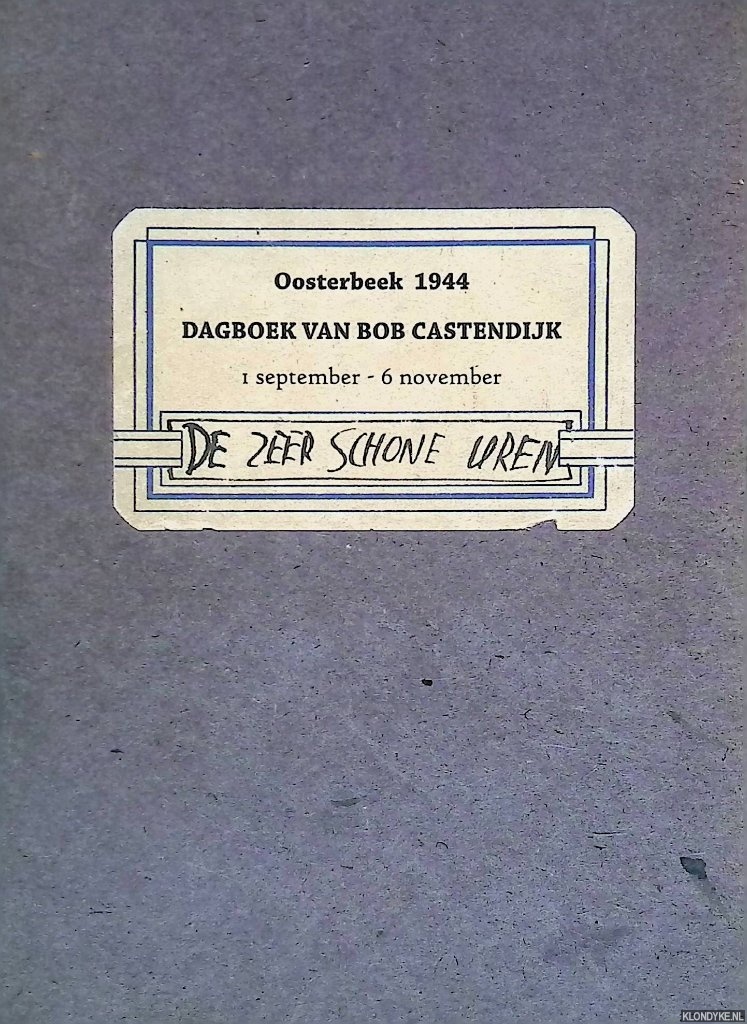 Oosterbeek 1944
DAGBOEK VAN BOB CASTENDIJK
1 september - 6 november
DE ZEER SCHONE UREN
KLONDYKE.NL